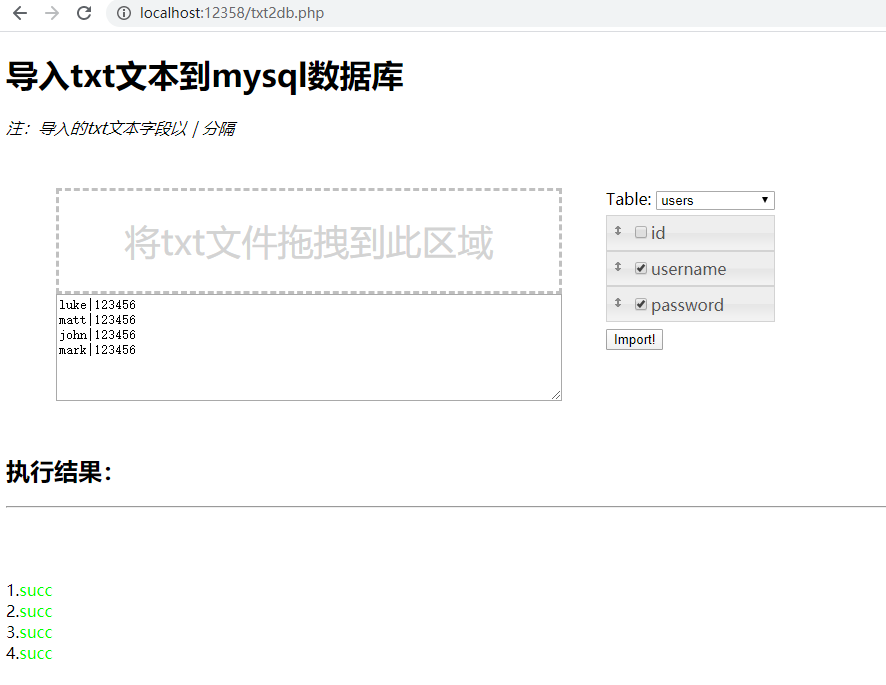 localhost:12358/txt2db.php
导入txt文本到mysql数据库
注：导入的txt文本字段以 | 分隔
将txt文件拖拽到此区域
luke|123456
matt|123456
john|123456
mark|123456
Table: users
id
username
password
Import!
执行结果：
1.succ
2.succ
3.succ
4.succ